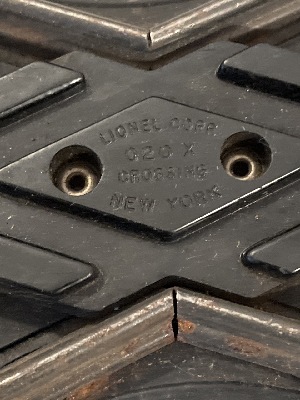 LIONEL CORP.
020 X
CROSSING
NEW YORK